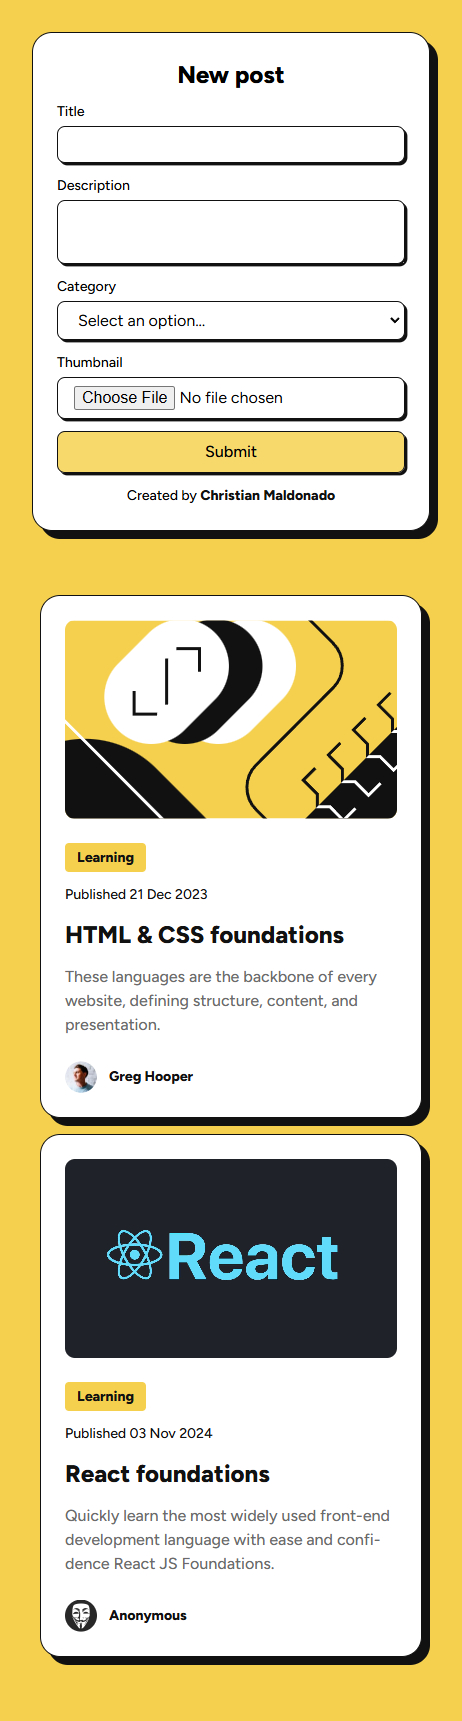 New post
Title
Description
Category
Select an option...
Thumbnail
Choose File No file chosen
Submit
Created by Christian Maldonado
Learning
Published 21 Dec 2023
HTML & CSS foundations
These languages are the backbone of every
website, defining structure, content, and
presentation.
Greg Hooper
React
Learning
Published 03 Nov 2024
React foundations
Quickly learn the most widely used front-end
development language with ease and confi-
dence React JS Foundations.
Anonymous